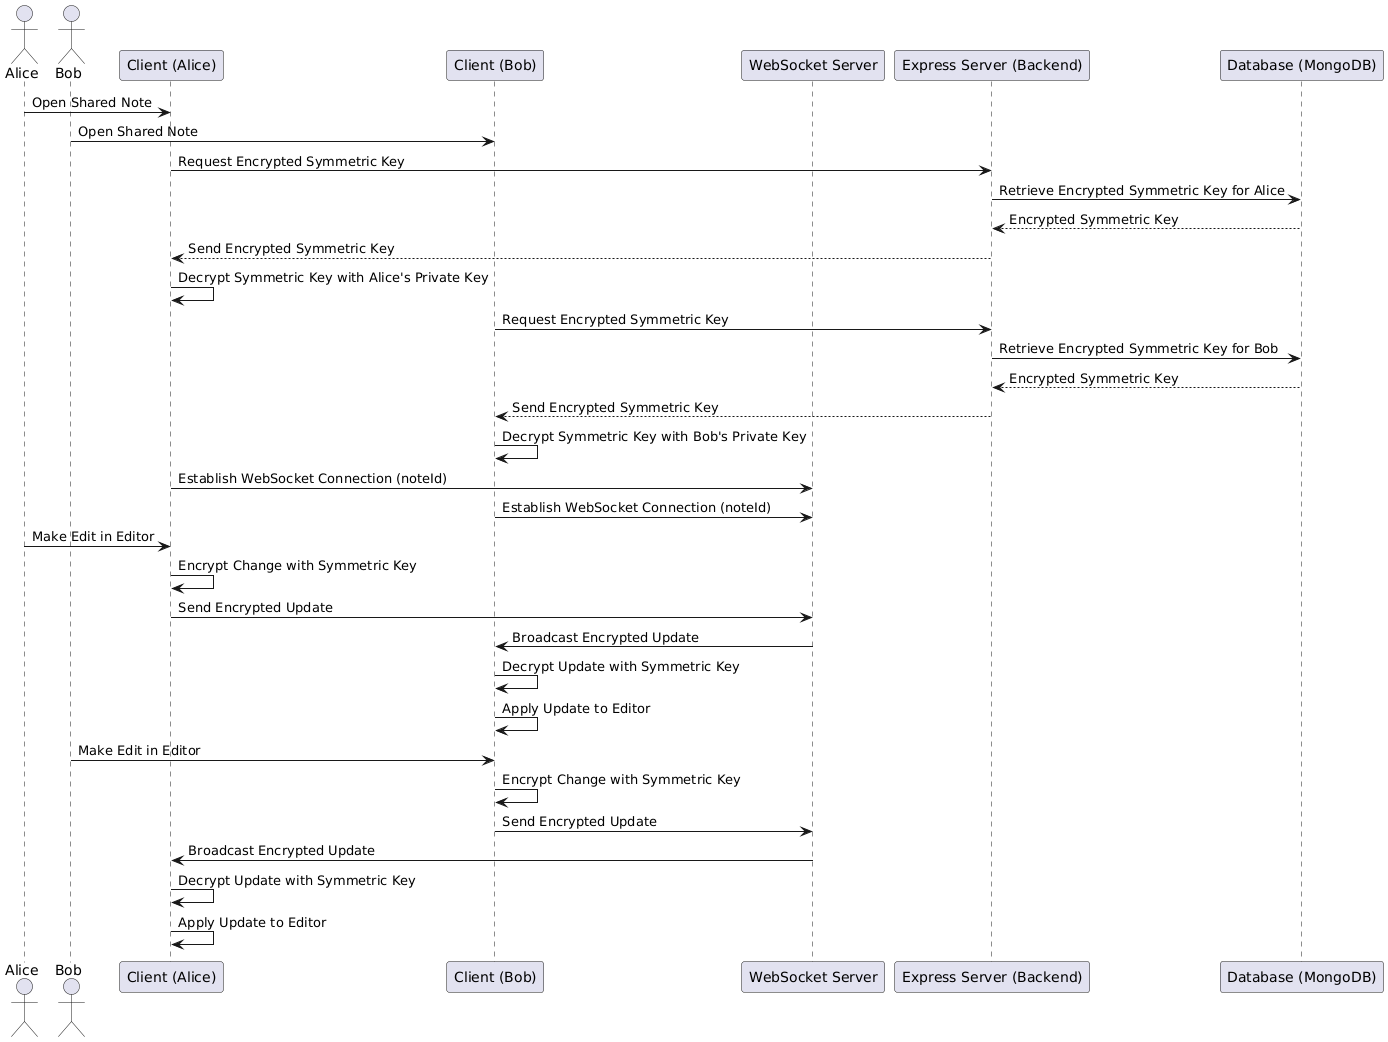 Alice
Bob
Client (Alice)
Client (Bob)
WebSocket Server
Express Server (Backend)
Database (MongoDB)
Open Shared Note
Open Shared Note
Request Encrypted Symmetric Key
Retrieve Encrypted Symmetric Key for Alice
Encrypted Symmetric Key
Send Encrypted Symmetric Key
Decrypt Symmetric Key with Alice's Private Key
Request Encrypted Symmetric Key
Retrieve Encrypted Symmetric Key for Bob
Encrypted Symmetric Key
Send Encrypted Symmetric Key
Decrypt Symmetric Key with Bob's Private Key
Establish WebSocket Connection (noteId)
Establish WebSocket Connection (noteId)
Make Edit in Editor
Encrypt Change with Symmetric Key
Send Encrypted Update
Broadcast Encrypted Update
Decrypt Update with Symmetric Key
Apply Update to Editor
Make Edit in Editor
Encrypt Change with Symmetric Key
Send Encrypted Update
Broadcast Encrypted Update
Decrypt Update with Symmetric Key
Apply Update to Editor
Alice
Bob
Client (Alice)
Client (Bob)
WebSocket Server
Express Server (Backend)
Database (MongoDB)